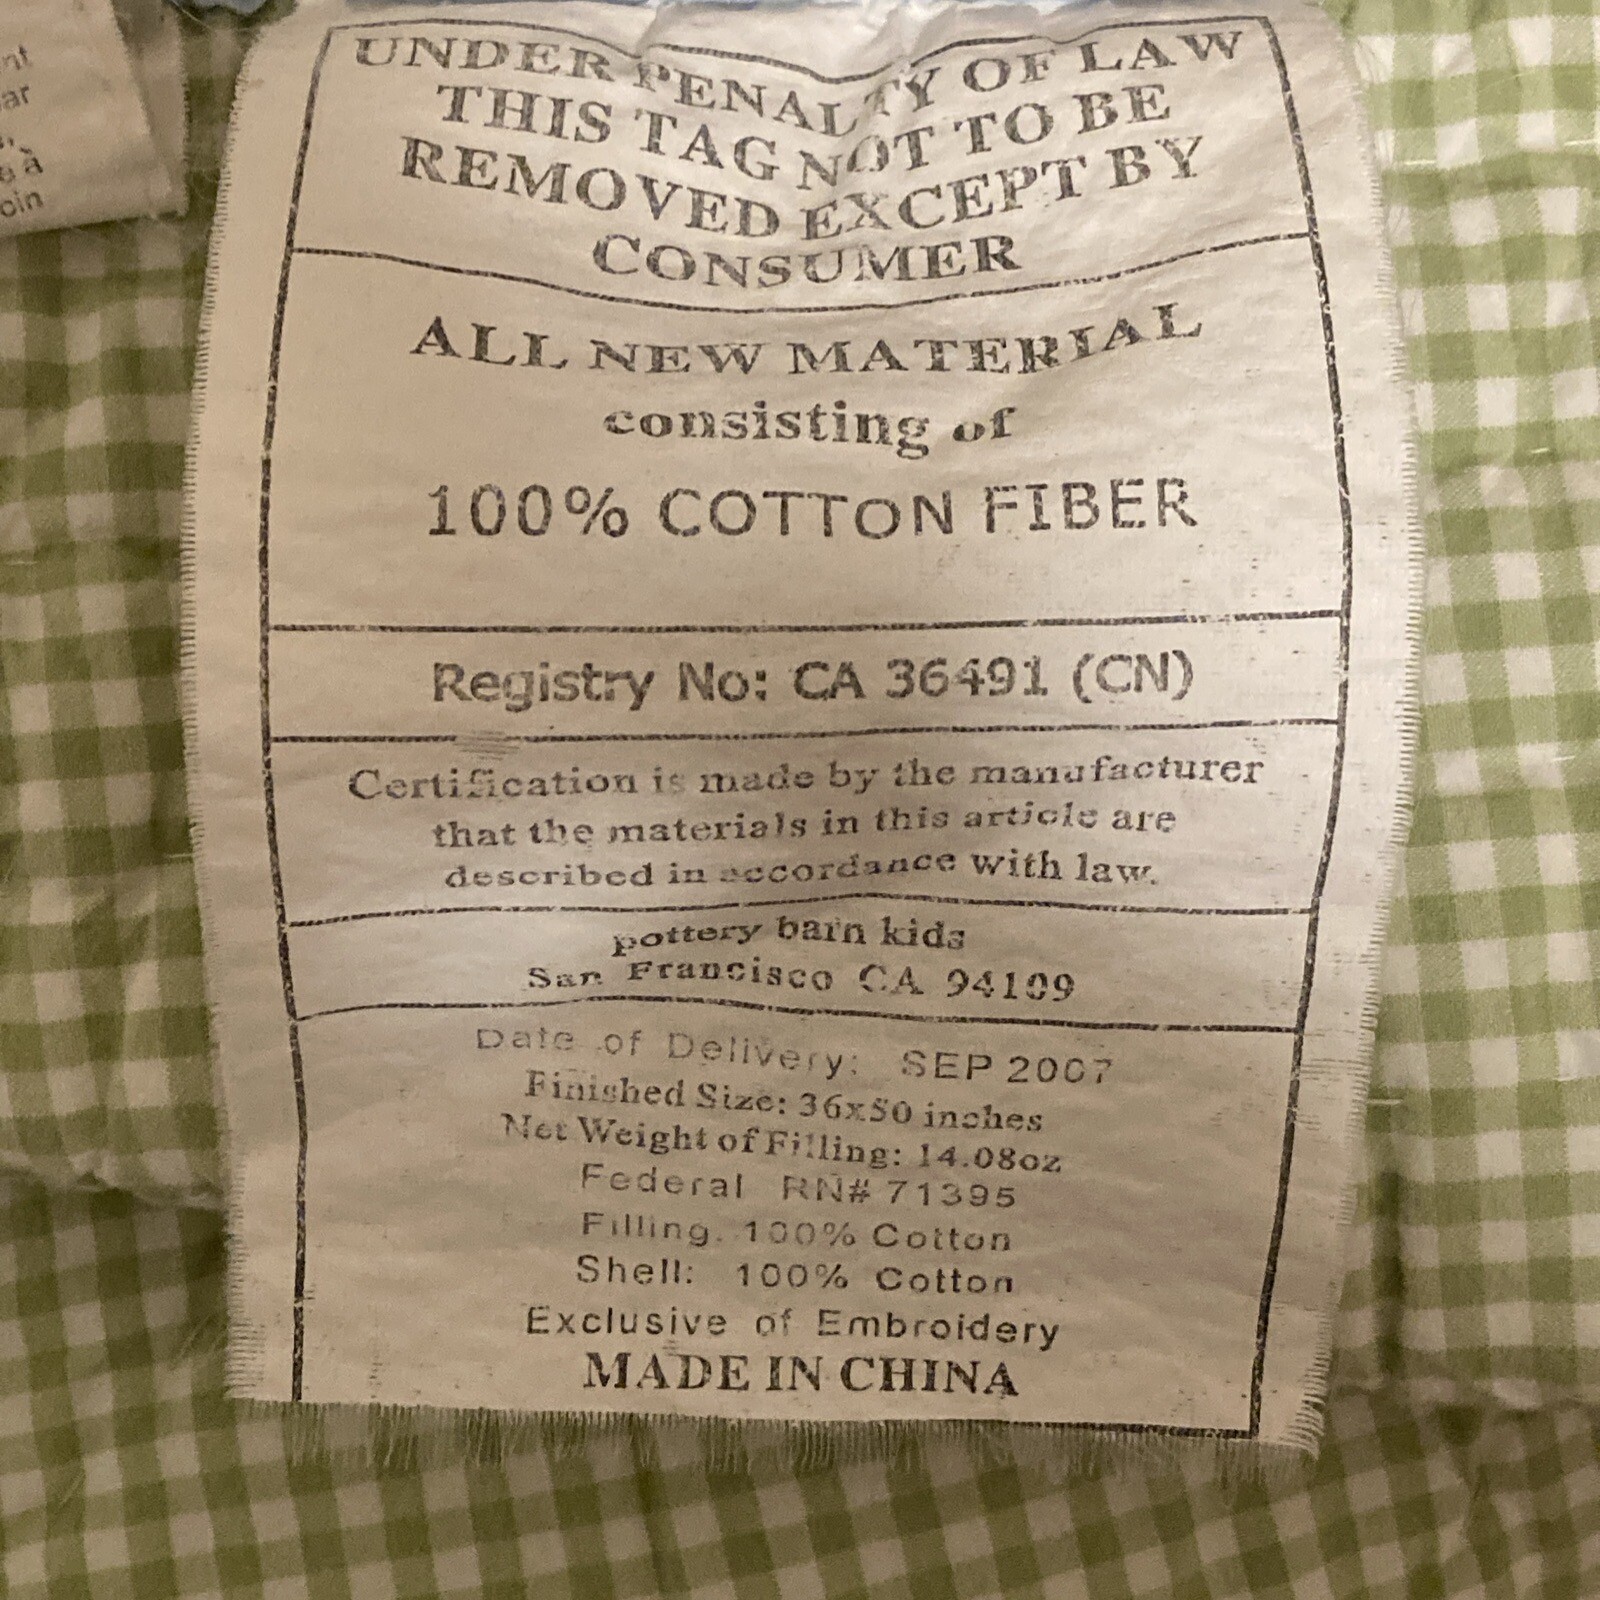 nt
ar
e à
oin
UNDER PENALTY OF LAW
THIS TAG NOT TO BE
REMOVED EXCEPT BY
CONSUMER
ALL NEW MATERIAL
consisting of
100% COTTON FIBER
Registry No: CA 36491 (CN)
Certification is made by the manufacturer
that the materials in this article are
described in accordance with law.
pottery barn kids
San Francisco CA 94109
Date of Delivery: SEP 2007
Finished Size: 36x50 inches
Net Weight of Filling: 14.08oz
Federal RN# 71395
Filling. 100% Cotton
Shell: 100% Cotton
Exclusive of Embroidery
MADE IN CHINA